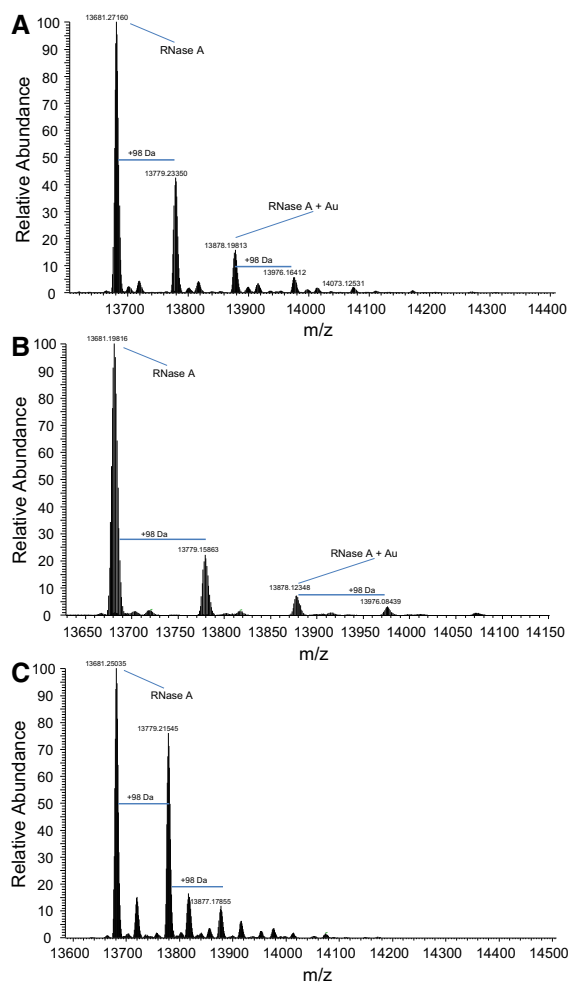 A
Relative Abundance
100
90
80
70
60
50
40
30
20
10
0
13681.27160
RNase A
+98 Da
13779.23350
RNase A + Au
13878.19813
+98 Da
13976.16412
14073.12531
13700 13800 13900 14000 14100 14200 14300 14400
m/z
B
Relative Abundance
100
90
80
70
60
50
40
30
20
10
0
13681.19816
RNase A
+98 Da
13779.15863
RNase A + Au
13878.12348
+98 Da
13976.08439
13650 13700 13750 13800 13850 13900 13950 14000 14050 14100 14150
m/z
C
Relative Abundance
100
90
80
70
60
50
40
30
20
10
0
13681.25035
RNase A
13779.21545
+98 Da
+98 Da
13877.17855
13600 13700 13800 13900 14000 14100 14200 14300 14400 14500
m/z